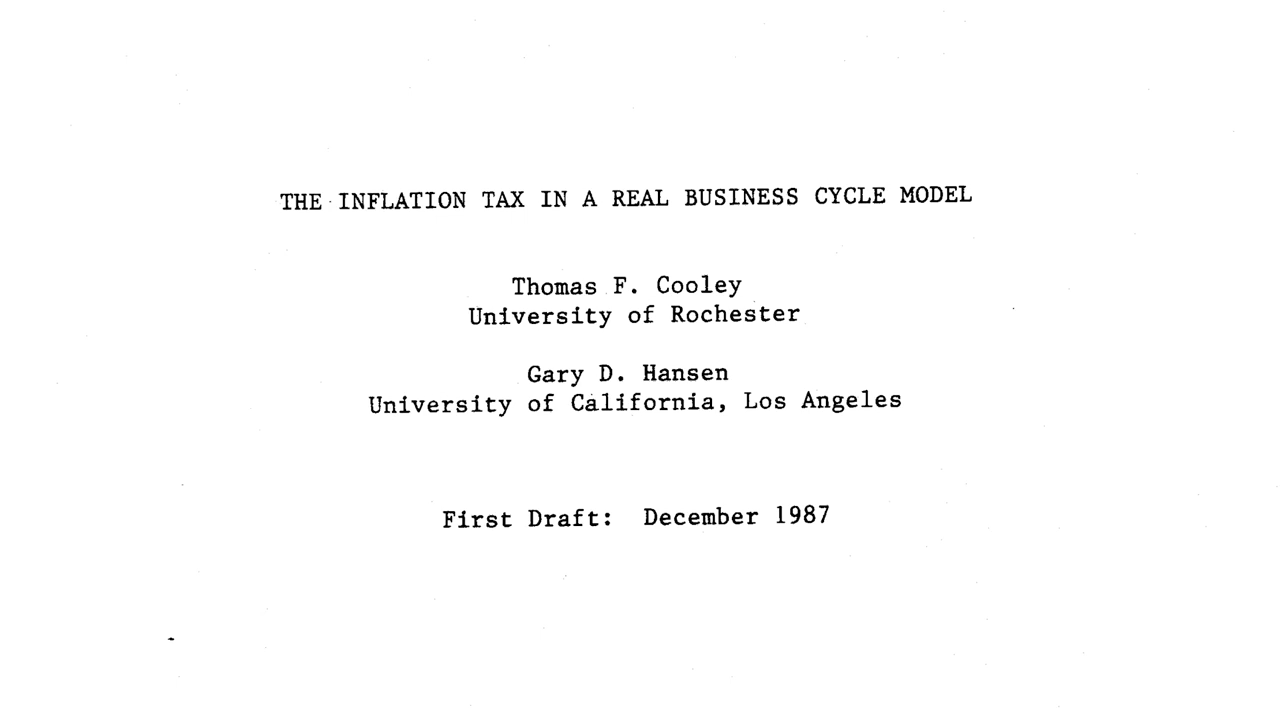 THE INFLATION TAX IN A REAL BUSINESS CYCLE MODEL
Thomas F. Cooley
University of Rochester
Gary D. Hansen
University of California, Los Angeles
First Draft: December 1987